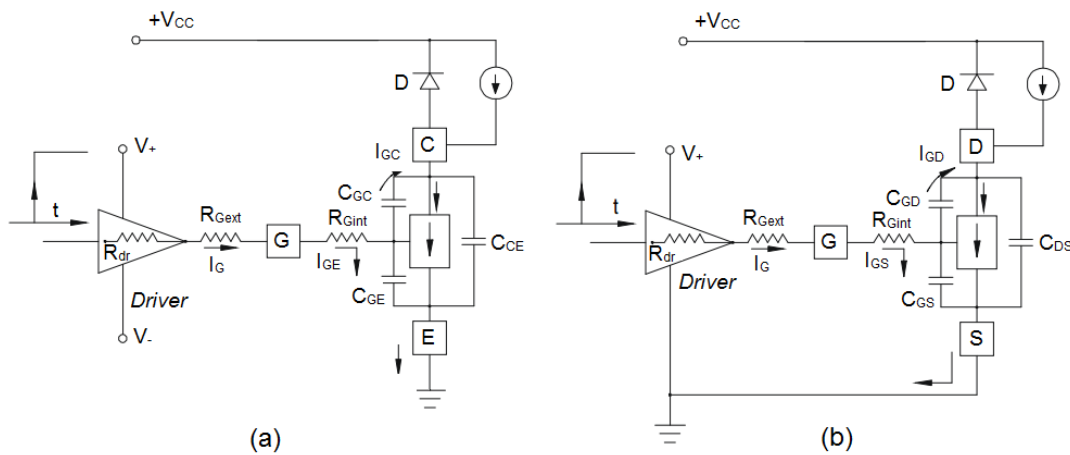 +VCC
D
C
IGC
V+
CGC
t
RGext
RGint
G
Rdr
IG
IGE
CCE
Driver
CGE
V-
E
(a)
+VCC
D
D
IGD
V+
CGD
t
RGext
RGint
G
Rdr
IG
IGS
CDS
Driver
CGS
S
(b)